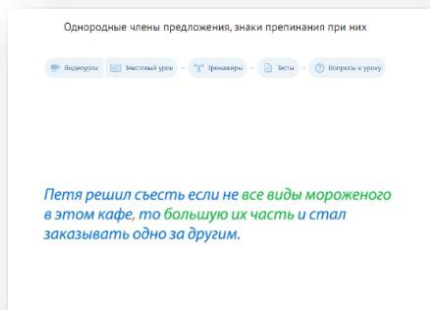 Однородные члены предложения, знаки препинания при них
Видеоурок Текстовый урок - Тренажеры - Тесты - Вопросы к уроку
Петя решил съесть если не все виды мороженого
в этом кафе, то большую их часть и стал
заказывать одно за другим.